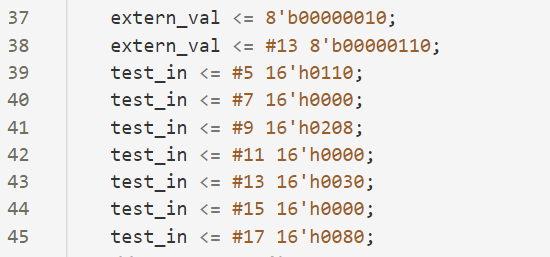 37 extern_val <= 8'b00000010;
38 extern_val <= #13 8'b00000110;
39 test_in <= #5 16'h0110;
40 test_in <= #7 16'h0000;
41 test_in <= #9 16'h0208;
42 test_in <= #11 16'h0000;
43 test_in <= #13 16'h0030;
44 test_in <= #15 16'h0000;
45 test_in <= #17 16'h0080;